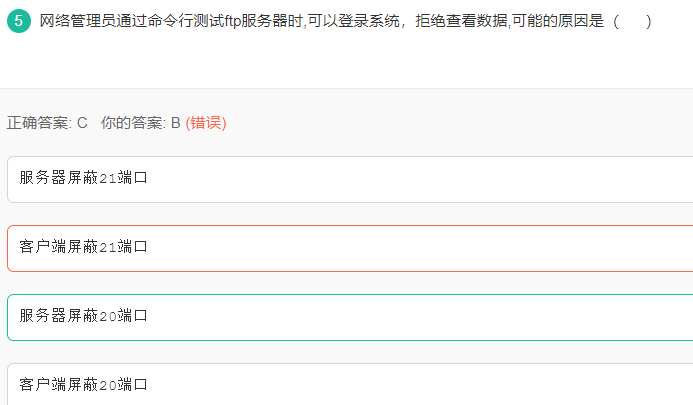 5 网络管理员通过命令行测试ftp服务器时,可以登录系统，拒绝查看数据,可能的原因是（ ）
正确答案: C 你的答案: B (错误)
服务器屏蔽21端口
客户端屏蔽21端口
服务器屏蔽20端口
客户端屏蔽20端口